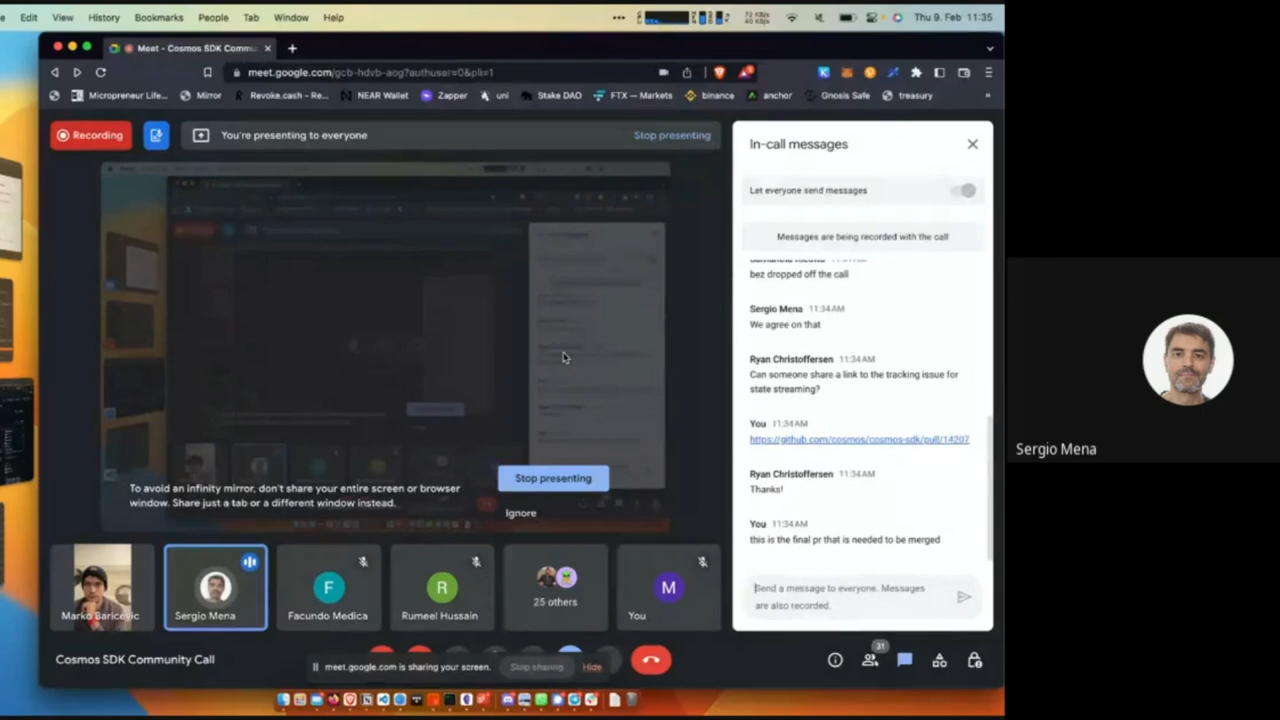 Edit View History Bookmarks People Tab Window Help
72 KB/s
40 KB/s
Thu 9. Feb 11:35
Meet - Cosmos SDK Commu
meet.google.com/gcb-hdvb-aog?authuser=0&pli=1
Micropreneur Life... Mirror Revoke.cash - Re... NEAR Wallet Zapper uni Stake DAO FTX — Markets binance anchor Gnosis Safe treasury
Recording
You're presenting to everyone
Stop presenting
In-call messages
Let everyone send messages
Messages are being recorded with the call
bez dropped off the call
Sergio Mena 11:34 AM
We agree on that
Ryan Christoffersen 11:34 AM
Can someone share a link to the tracking issue for
state streaming?
You 11:34 AM
https://github.com/cosmos/cosmos-sdk/pull/14207
Ryan Christoffersen 11:34 AM
Thanks!
You 11:34 AM
this is the final pr that is needed to be merged
Send a message to everyone. Messages
are also recorded.
To avoid an infinity mirror, don't share your entire screen or browser
window. Share just a tab or a different window instead.
Stop presenting
Ignore
Marko Baricevic
Sergio Mena
F
Facundo Medica
R
Rumeel Hussain
25 others
M
You
Cosmos SDK Community Call
meet.google.com is sharing your screen.
Stop sharing
Hide
31
Sergio Mena